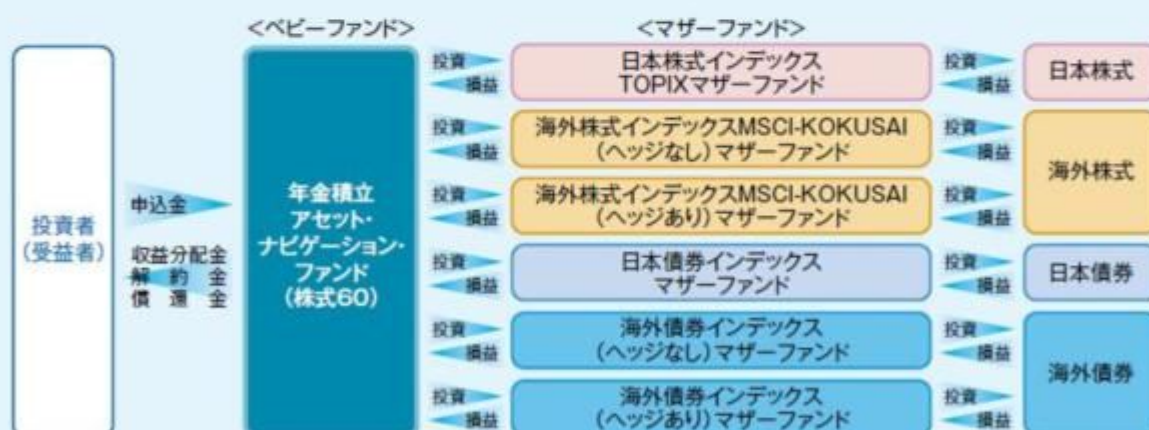 ＜ベビーファンド＞
＜マザーファンド＞
投資者
(受益者)
申込金
収益分配金
解約金
償還金
年金積立
アセット・
ナビゲーション・
ファンド
(株式60)
投資
損益
日本株式インデックス
TOPIXマザーファンド
投資
損益
日本株式
投資
損益
海外株式インデックスMSCI-KOKUSAI
(ヘッジなし)マザーファンド
投資
損益
海外株式
投資
損益
海外株式インデックスMSCI-KOKUSAI
(ヘッジあり)マザーファンド
投資
損益
投資
損益
日本債券インデックス
マザーファンド
投資
損益
日本債券
投資
損益
海外債券インデックス
(ヘッジなし)マザーファンド
投資
損益
海外債券
投資
損益
海外債券インデックス
(ヘッジあり)マザーファンド
投資
損益